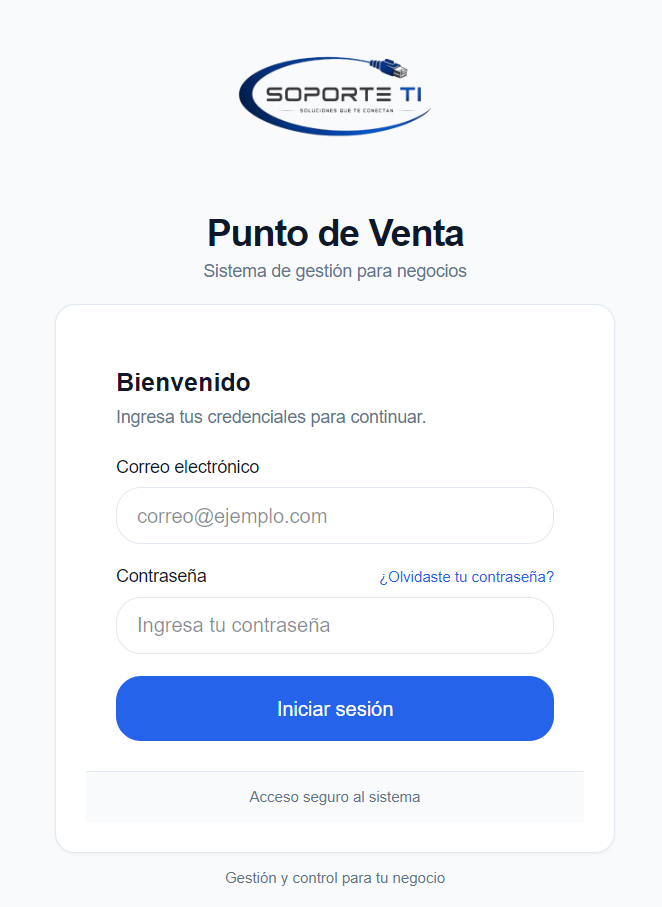 SOPORTE TI
SOLUCIONES QUE TE CONECTAN
Punto de Venta
Sistema de gestión para negocios
Bienvenido
Ingresa tus credenciales para continuar.
Correo electrónico
correo@ejemplo.com
Contraseña ¿Olvidaste tu contraseña?
Ingresa tu contraseña
Iniciar sesión
Acceso seguro al sistema
Gestión y control para tu negocio